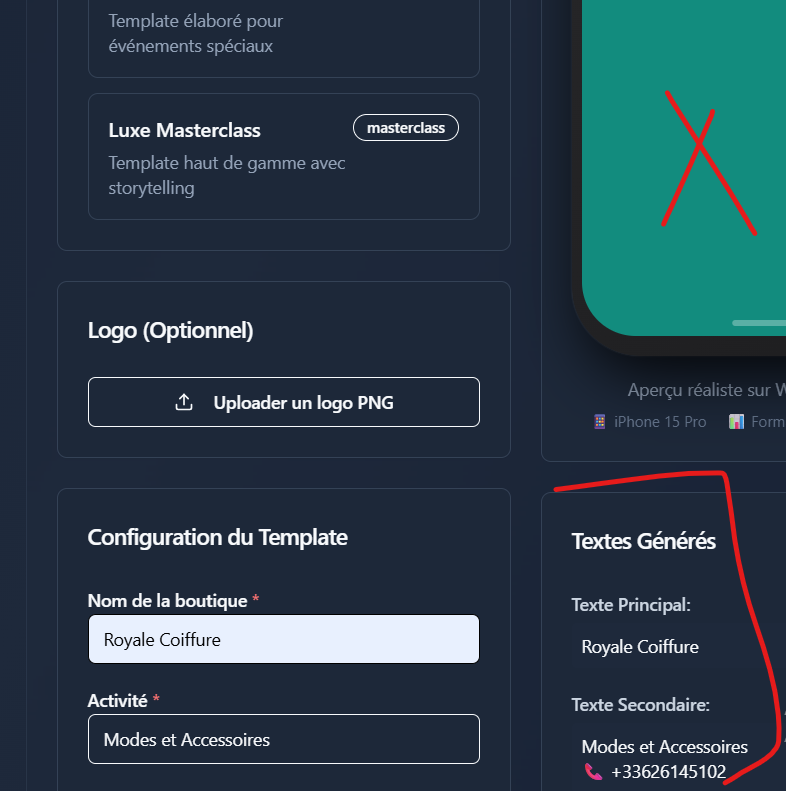 Template élaboré pour
événements spéciaux
Luxe Masterclass
masterclass
Template haut de gamme avec
storytelling
Logo (Optionnel)
Uploader un logo PNG
Configuration du Template
Nom de la boutique *
Royale Coiffure
Activité *
Modes et Accessoires
Aperçu réaliste sur W
iPhone 15 Pro
Form
Textes Générés
Texte Principal:
Royale Coiffure
Texte Secondaire:
Modes et Accessoires
📞 +33626145102